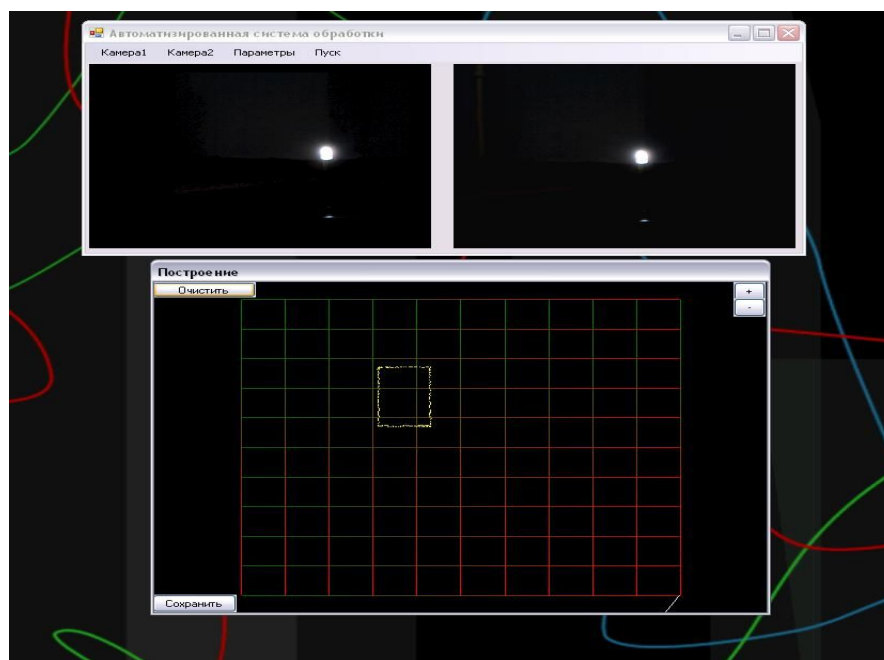 Автоматизированная система обработки
Камера1 Камера2 Параметры Пуск
Построение
Очистить
+
-
Сохранить